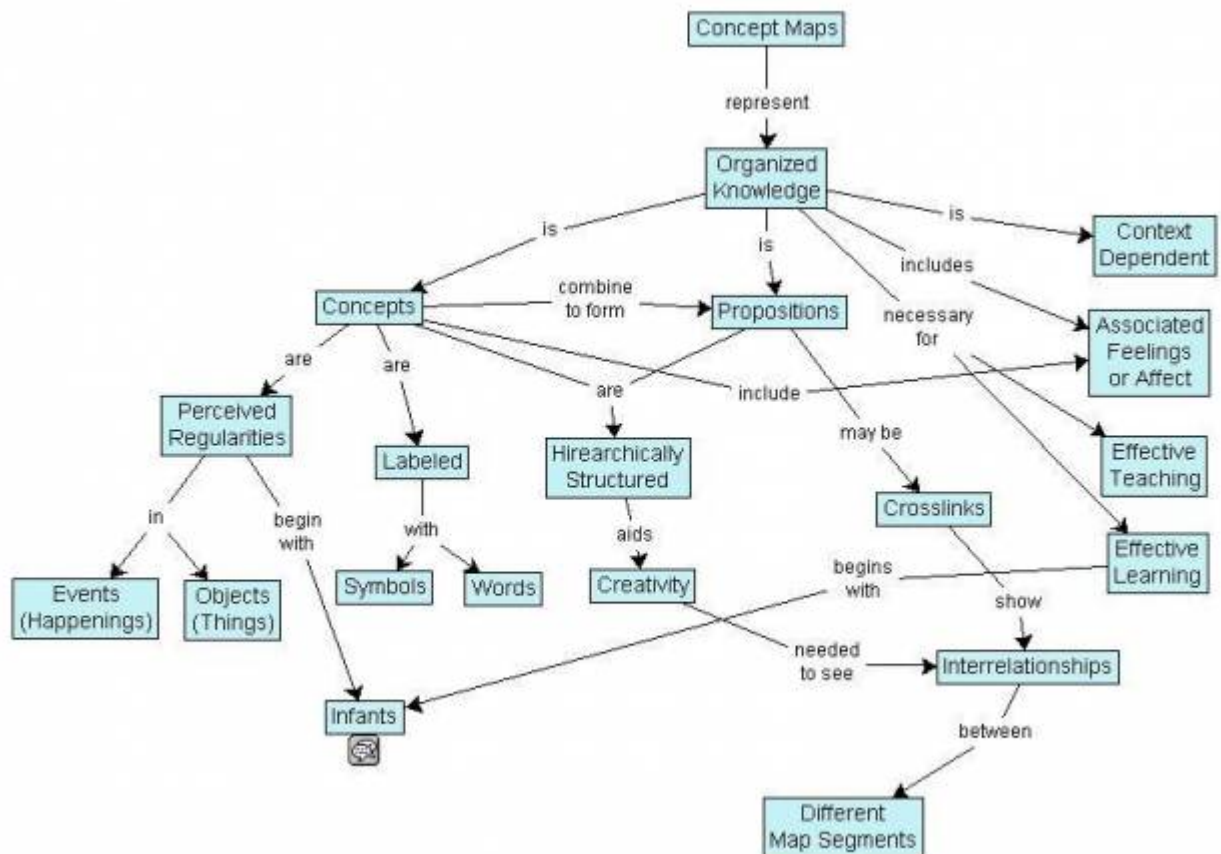 Concept Maps
represent
Organized
Knowledge
is
is
is
Context
Dependent
includes
Concepts
combine
to form
Propositions
necessary
for
Associated
Feelings
or Affect
are
are
are
include
Perceived
Regularities
Labeled
Hirearchically
Structured
may be
Effective
Teaching
Crosslinks
in
begin
with
with
aids
Effective
Learning
Events
(Happenings)
Objects
(Things)
Symbols
Words
Creativity
begins
with
show
needed
to see
Interrelationships
Infants
between
Different
Map Segments